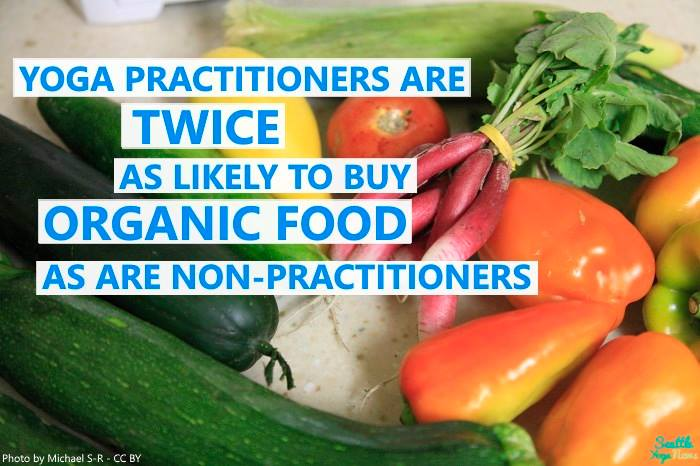 YOGA PRACTITIONERS ARE
TWICE
AS LIKELY TO BUY
ORGANIC FOOD
AS ARE NON-PRACTITIONERS
Photo by Michael S-R - CC BY
Seattle
Yoga News